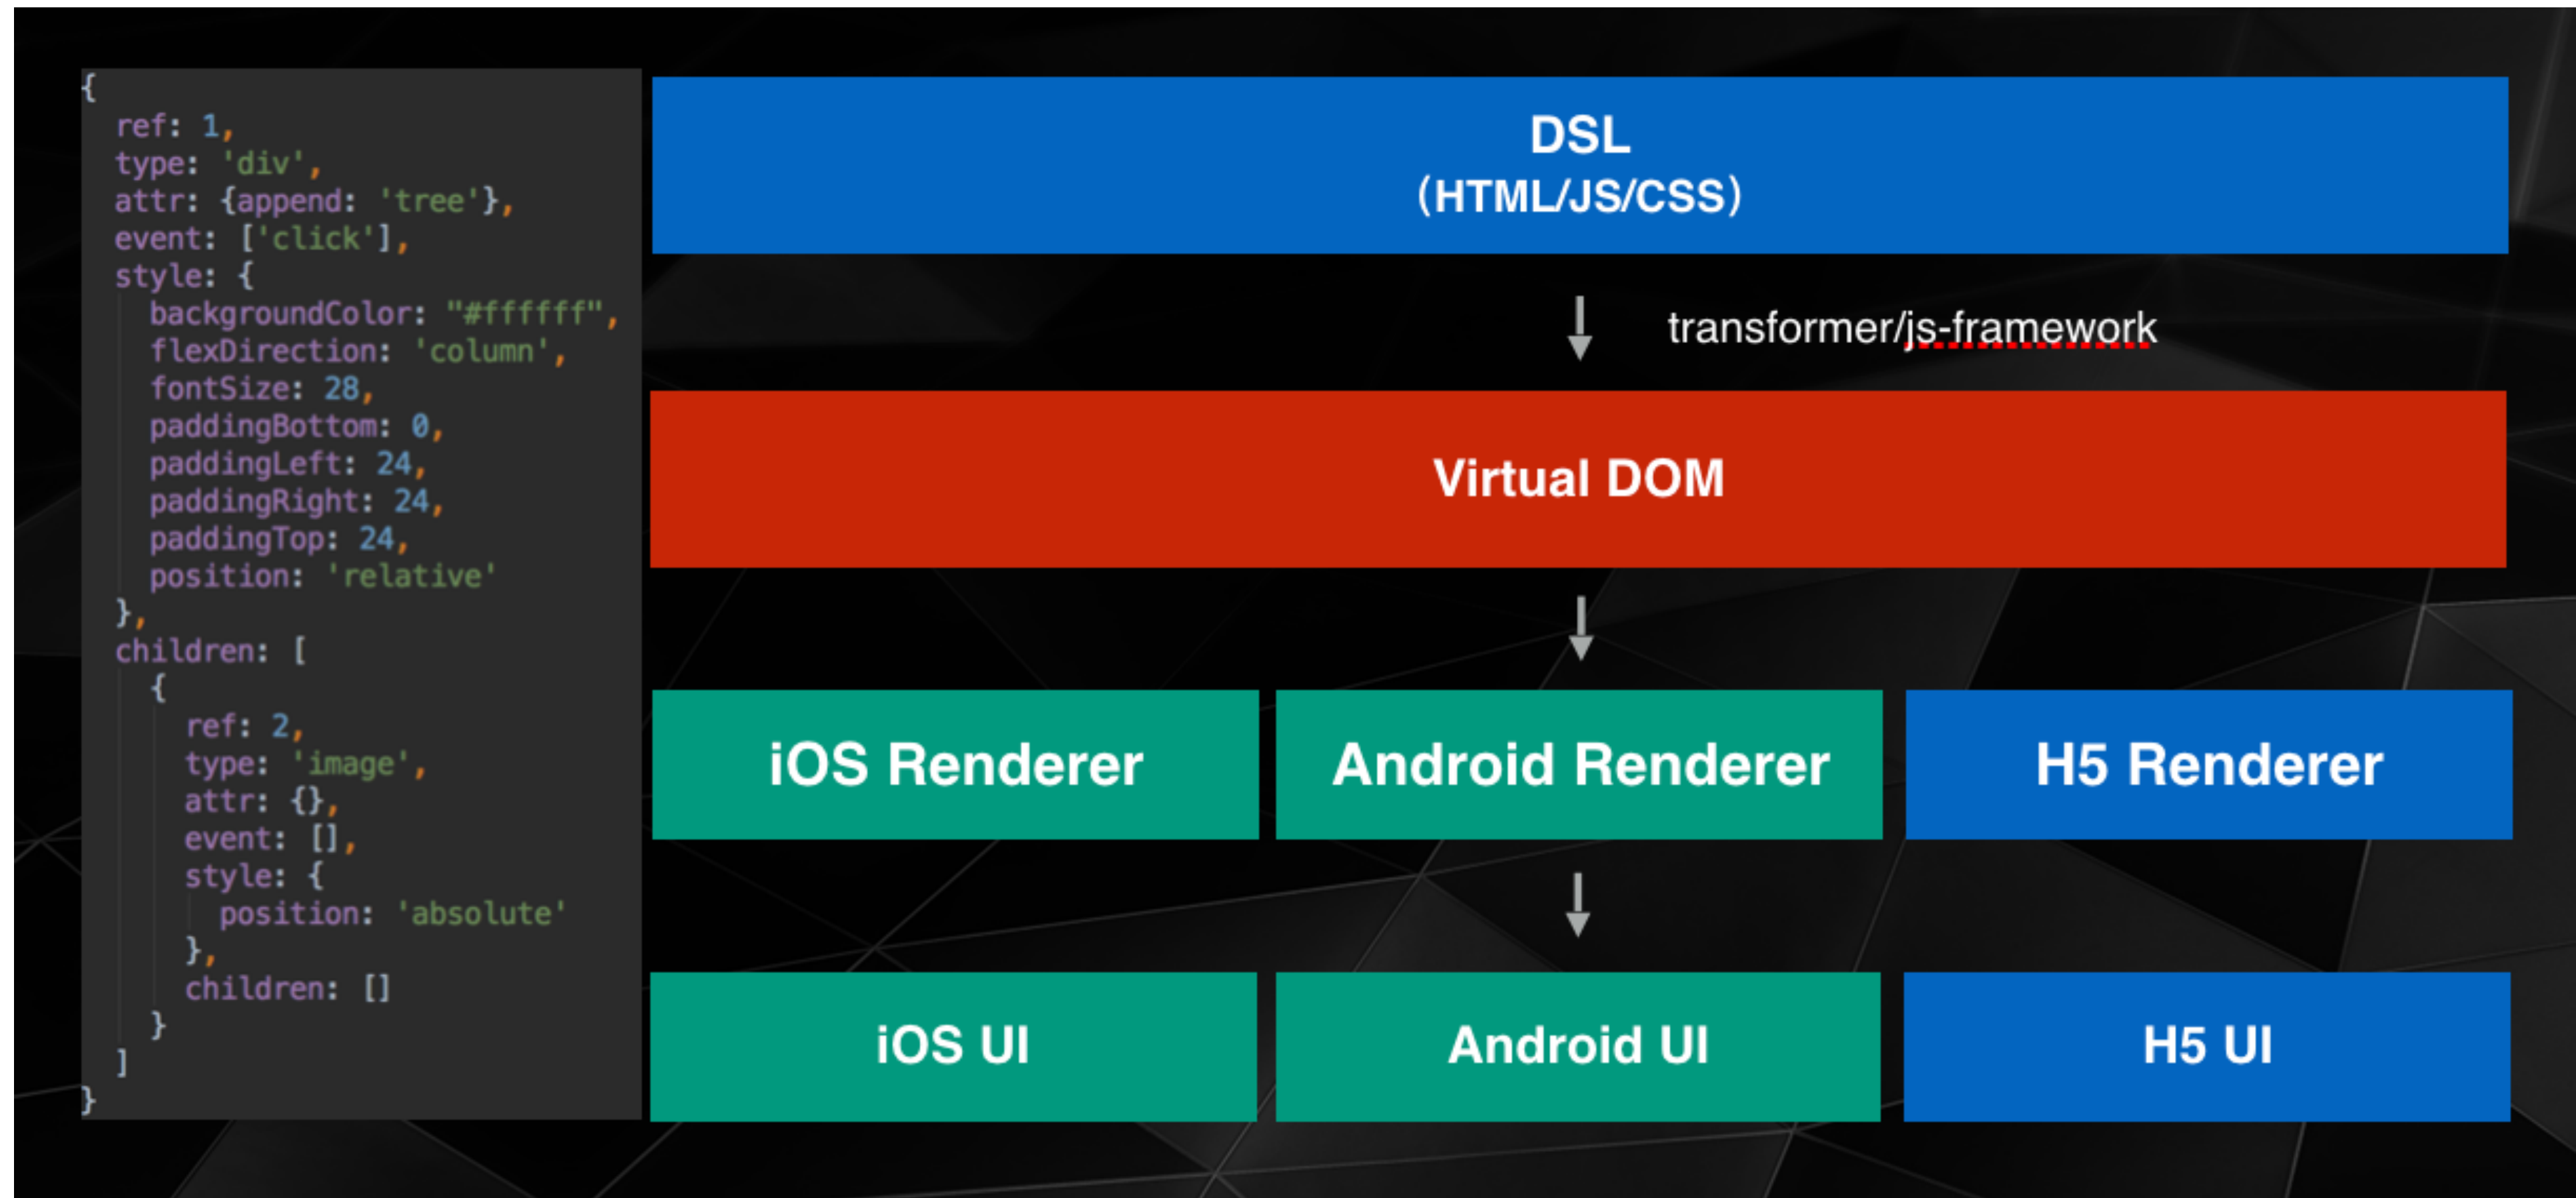 {
  ref: 1,
  type: 'div',
  attr: {append: 'tree'},
  event: ['click'],
  style: {
    backgroundColor: "#ffffff",
    flexDirection: 'column',
    fontSize: 28,
    paddingBottom: 0,
    paddingLeft: 24,
    paddingRight: 24,
    paddingTop: 24,
    position: 'relative'
  },
  children: [
    {
      ref: 2,
      type: 'image',
      attr: {},
      event: [],
      style: {
        position: 'absolute'
      },
      children: []
    }
  ]
}
DSL
(HTML/JS/CSS)
transformer/js-framework
Virtual DOM
iOS Renderer
Android Renderer
H5 Renderer
iOS UI
Android UI
H5 UI